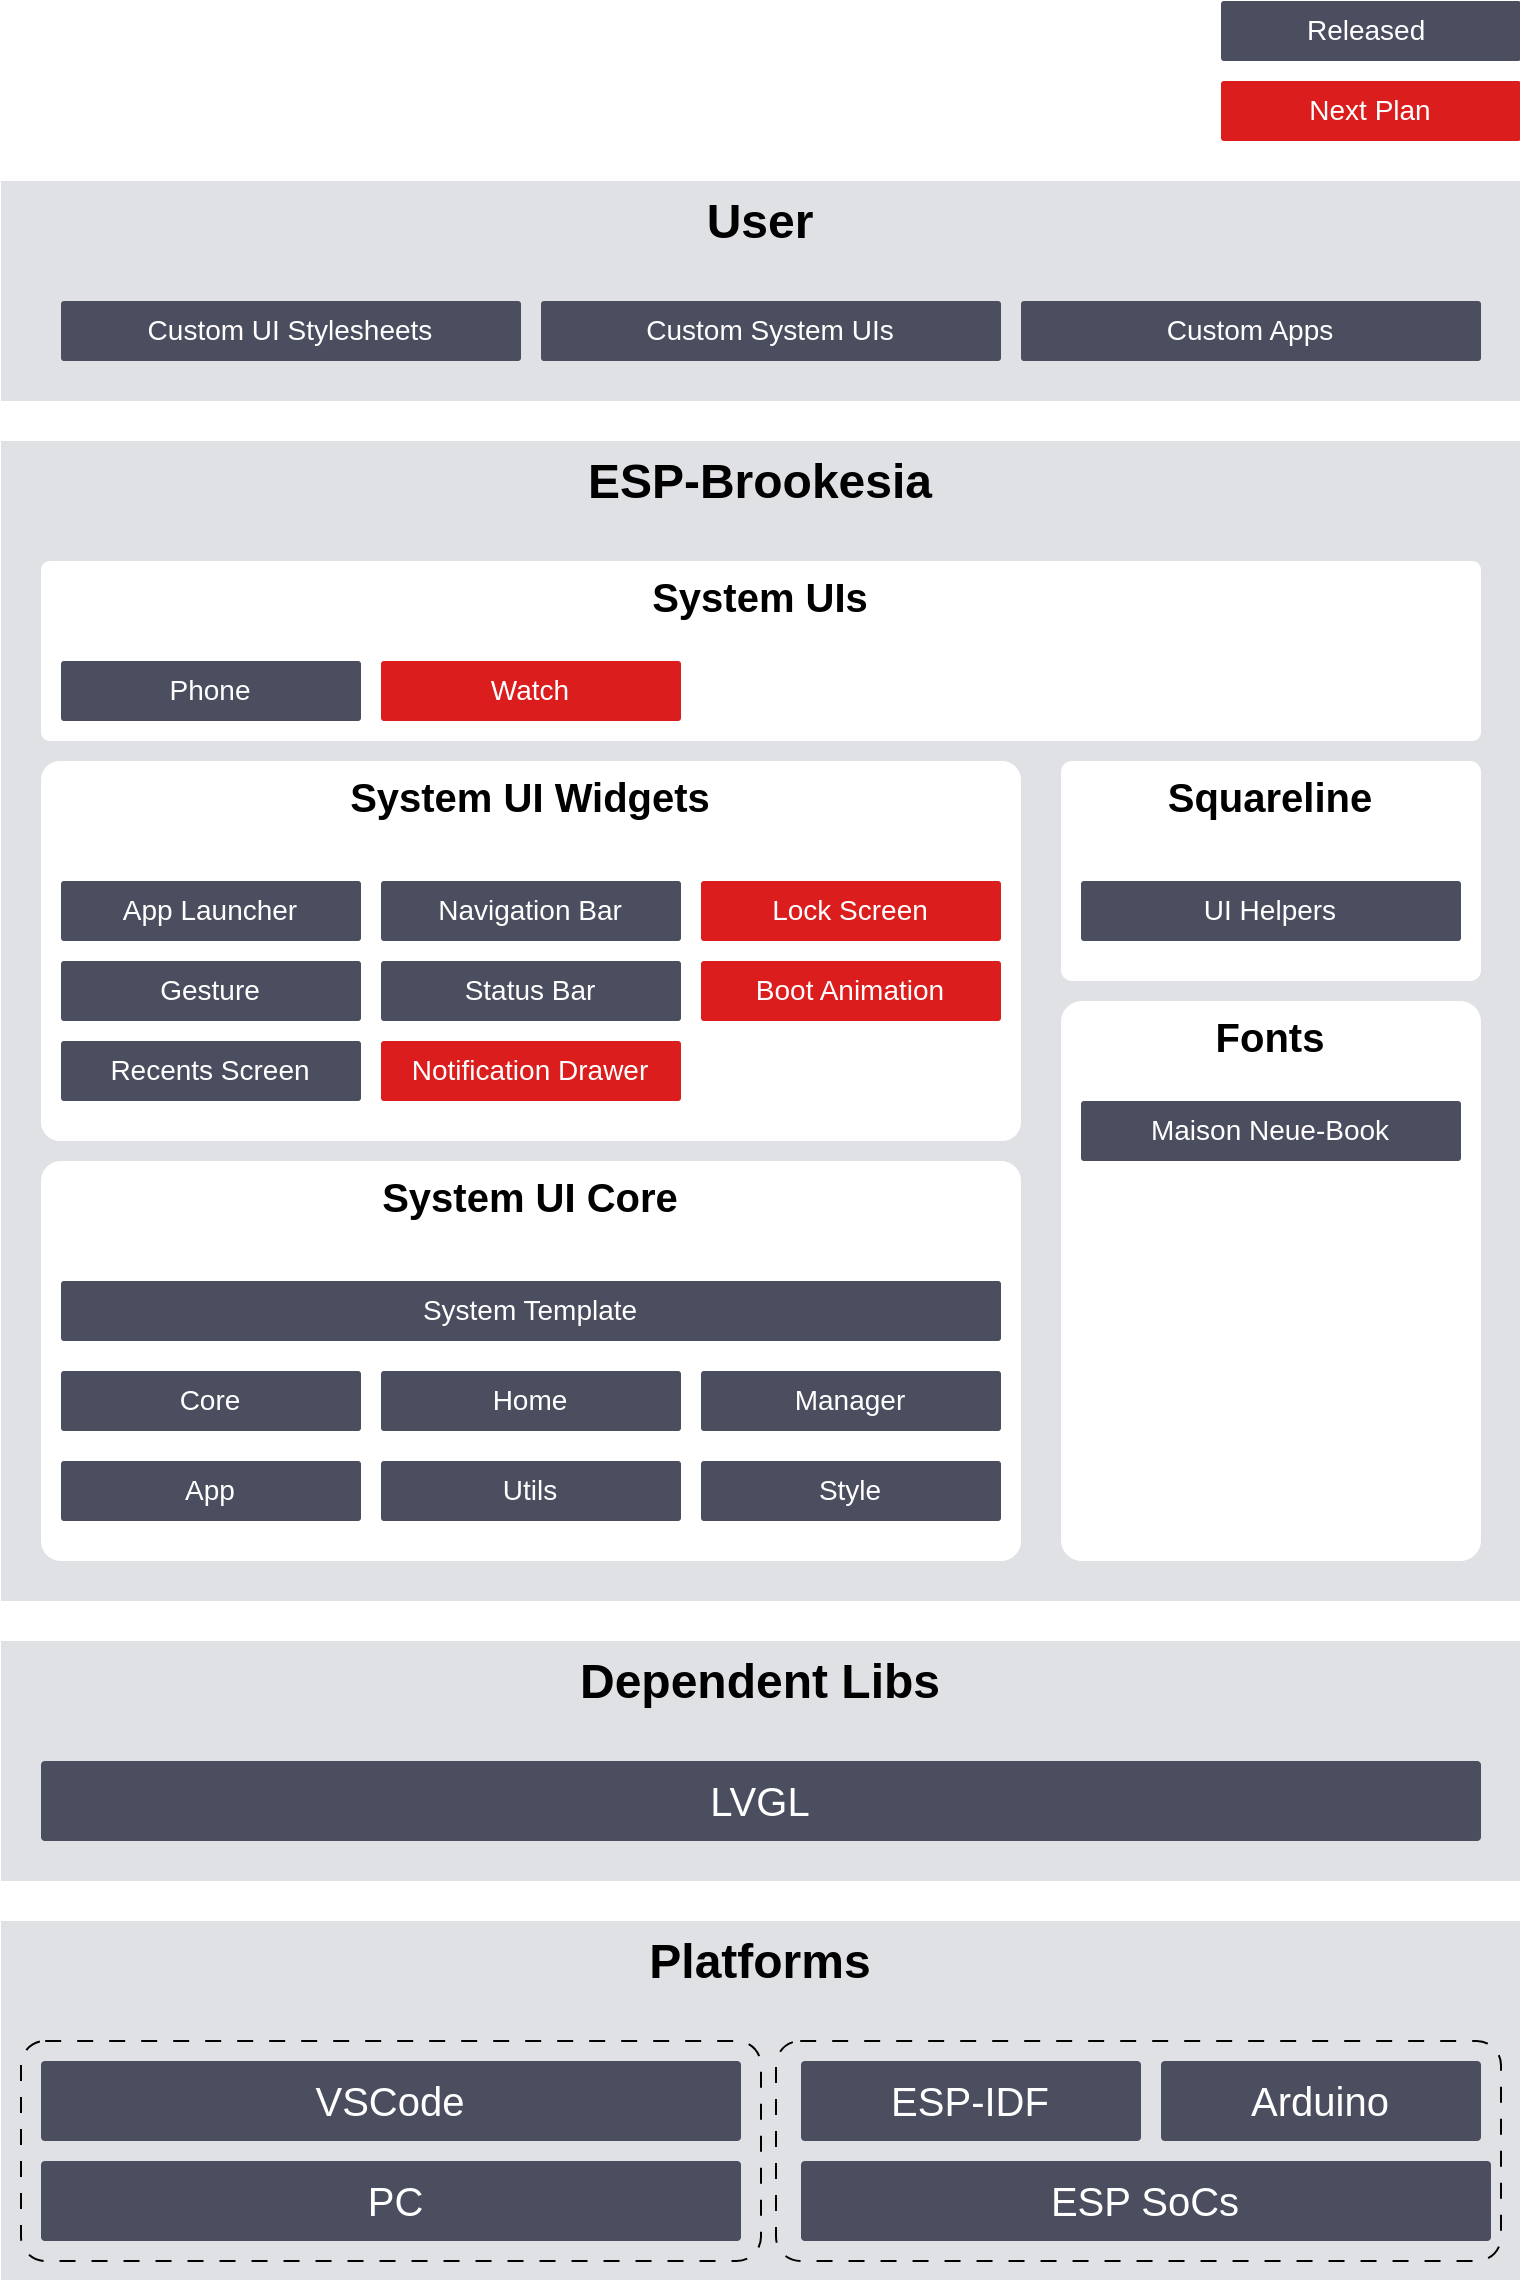 Released
Next Plan
User
Custom UI Stylesheets
Custom System UIs
Custom Apps
ESP-Brookesia
System UIs
Phone
Watch
System UI Widgets
App Launcher
Navigation Bar
Lock Screen
Gesture
Status Bar
Boot Animation
Recents Screen
Notification Drawer
Squareline
UI Helpers
Fonts
Maison Neue-Book
System UI Core
System Template
Core
Home
Manager
App
Utils
Style
Dependent Libs
LVGL
Platforms
VSCode
PC
ESP-IDF
Arduino
ESP SoCs